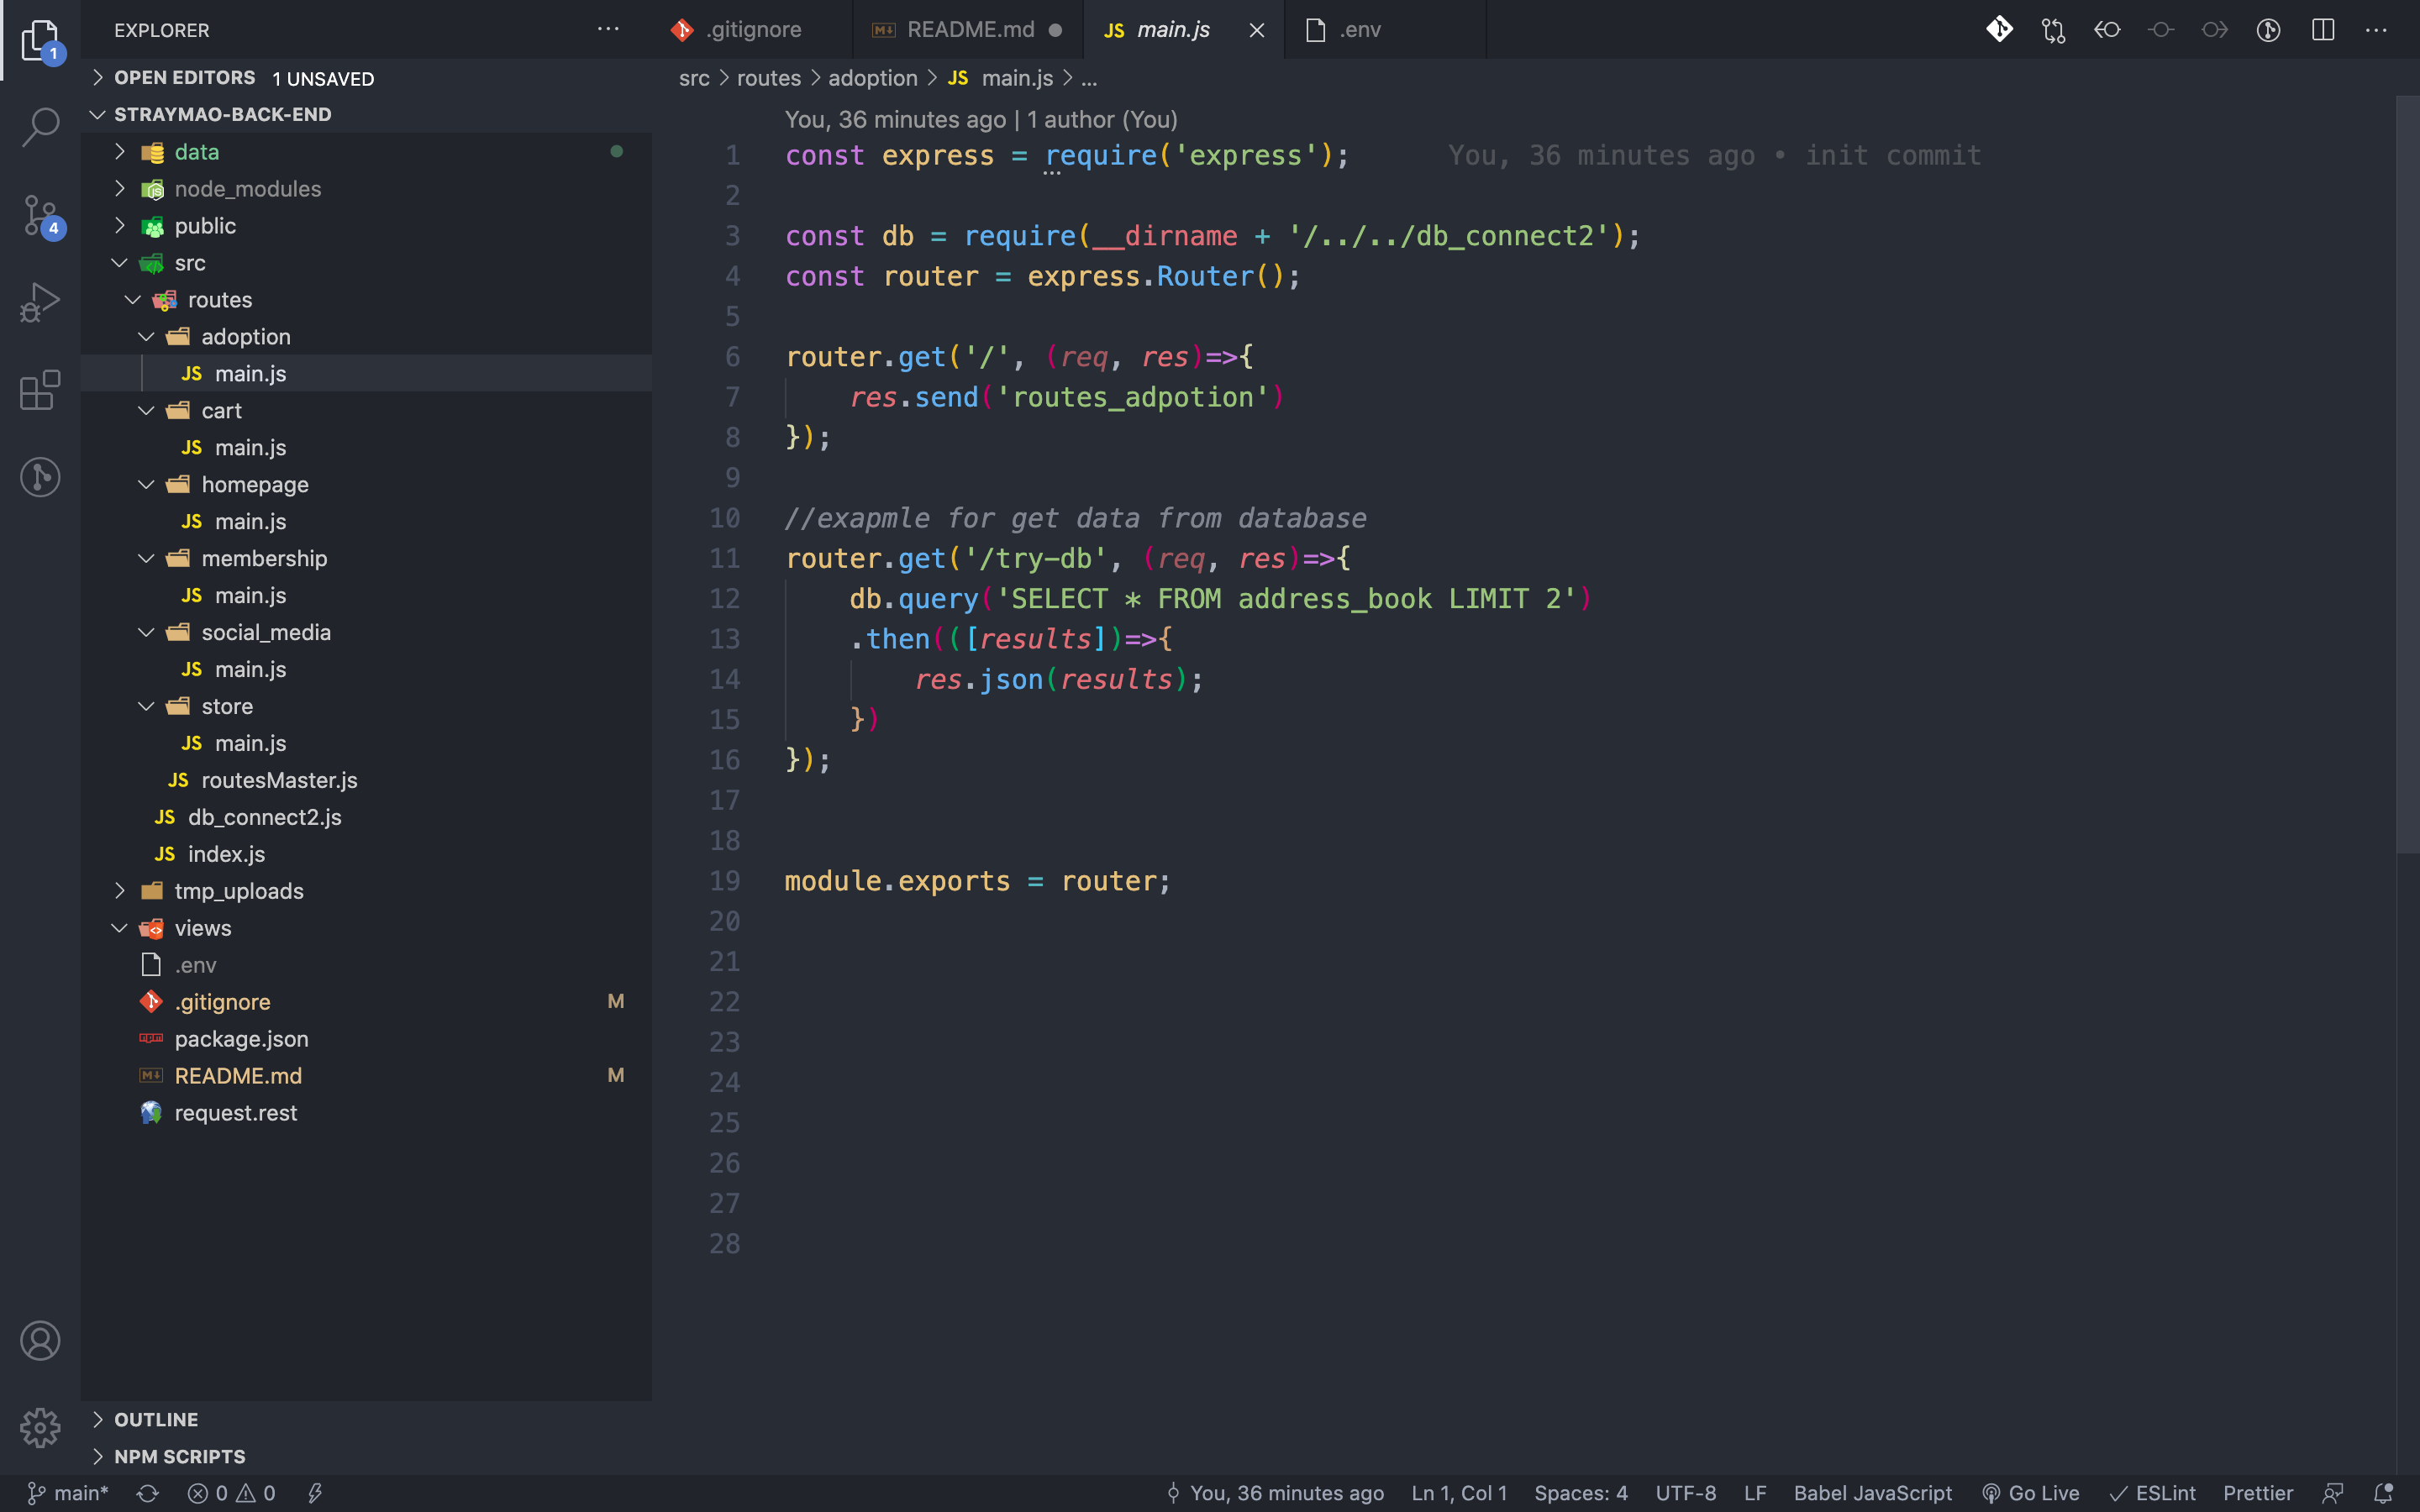 EXPLORER
.gitignore
README.md
JS main.js
.env
1
OPEN EDITORS 1 UNSAVED
src > routes > adoption > JS main.js > ...
STRAYMAO-BACK-END
data
node_modules
public
4
src
routes
adoption
JS main.js
cart
JS main.js
homepage
JS main.js
membership
JS main.js
social_media
JS main.js
store
JS main.js
JS routesMaster.js
JS db_connect2.js
JS index.js
tmp_uploads
views
.env
.gitignore M
package.json
README.md M
request.rest
OUTLINE
NPM SCRIPTS
You, 36 minutes ago | 1 author (You)
1 const express = require('express'); You, 36 minutes ago • init commit
2
3 const db = require(__dirname + '/../../db_connect2');
4 const router = express.Router();
5
6 router.get('/', (req, res)=>{
7 res.send('routes_adpotion')
8 });
9
10 //exapmle for get data from database
11 router.get('/try-db', (req, res)=>{
12 db.query('SELECT * FROM address_book LIMIT 2')
13 .then(([results])=>{
14 res.json(results);
15 })
16 });
17
18
19 module.exports = router;
20
21
22
23
24
25
26
27
28
main* 0 0 You, 36 minutes ago Ln 1, Col 1 Spaces: 4 UTF-8 LF Babel JavaScript Go Live ESLint Prettier